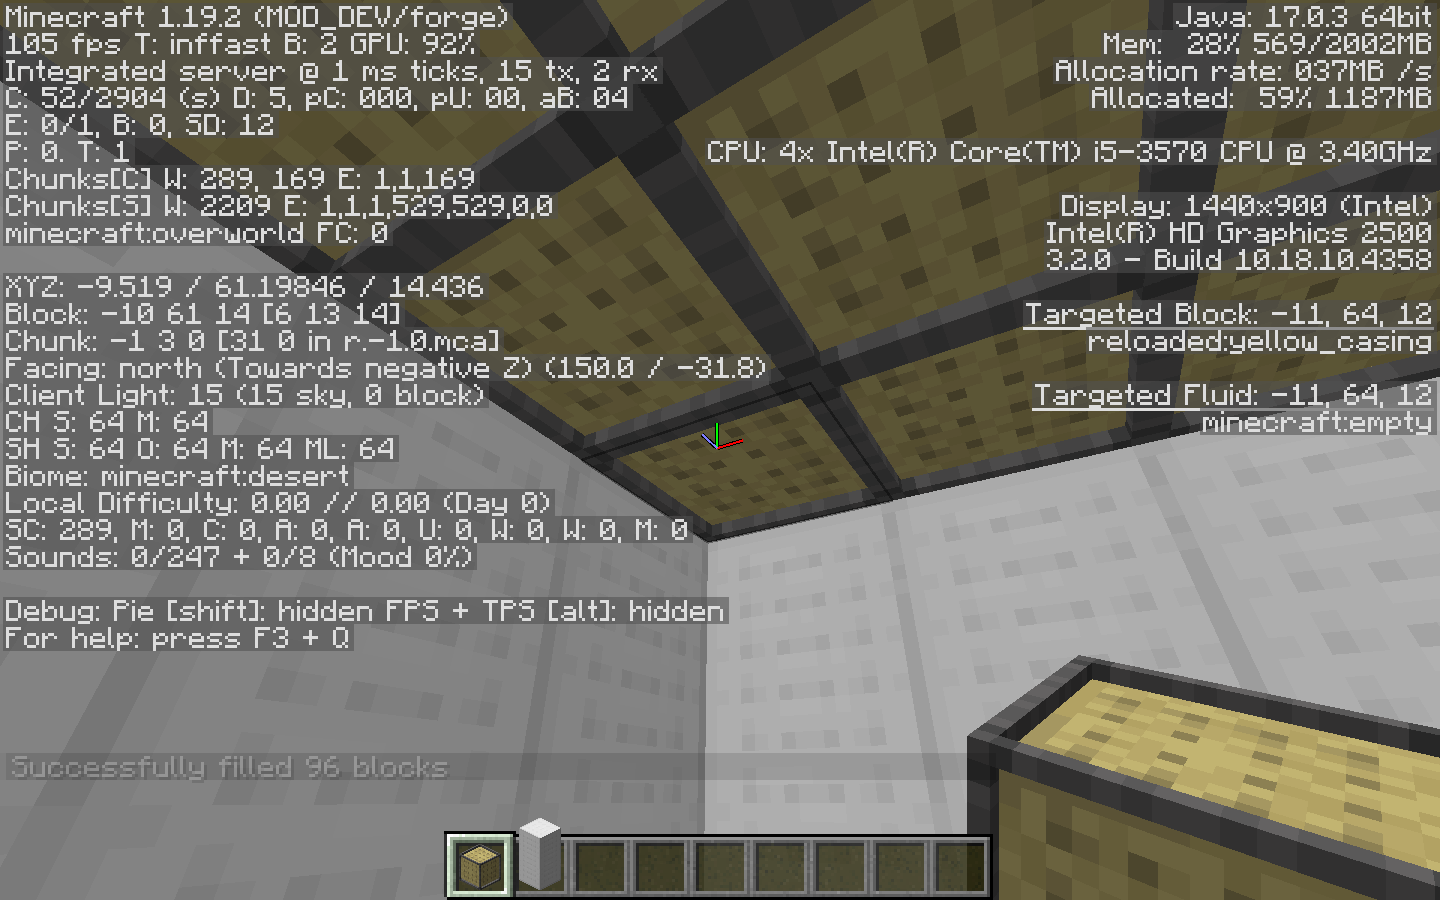 Minecraft 1.19.2 (MOD_DEV/forge)
105 fps T: inffast B: 2 GPU: 92%
Integrated server @ 1 ms ticks, 15 tx, 2 rx
C: 52/2904 (s) D: 5, pC: 000, pU: 00, aB: 04
E: 0/1, B: 0, SD: 12
P: 0. T: 1
Chunks[C] W: 289, 169 E: 1,1,169
Chunks[S] W: 2209 E: 1,1,1,529,529,0,0
minecraft:overworld FC: 0
XYZ: -9.519 / 61.19846 / 14.436
Block: -10 61 14 [6 13 14]
Chunk: -1 3 0 [31 0 in r.-1.0.mca]
Facing: north (Towards negative Z) (150.0 / -31.8)
Client Light: 15 (15 sky, 0 block)
CH S: 64 M: 64
SH S: 64 O: 64 M: 64 ML: 64
Biome: minecraft:desert
Local Difficulty: 0.00 // 0.00 (Day 0)
SC: 289, M: 0, C: 0, A: 0, A: 0, U: 0, W: 0, W: 0, M: 0
Sounds: 0/247 + 0/8 (Mood 0%)
Debug: Pie [shift]: hidden FPS + TPS [alt]: hidden
For help: press F3 + Q
Java: 17.0.3 64bit
Mem: 28% 569/2002MB
Allocation rate: 037MB /s
Allocated: 59% 1187MB
CPU: 4x Intel(R) Core(TM) i5-3570 CPU @ 3.40GHz
Display: 1440x900 (Intel)
Intel(R) HD Graphics 2500
3.2.0 - Build 10.18.10.4358
Targeted Block: -11, 64, 12
reloaded:yellow_casing
Targeted Fluid: -11, 64, 12
minecraft:empty
Successfully filled 96 blocks